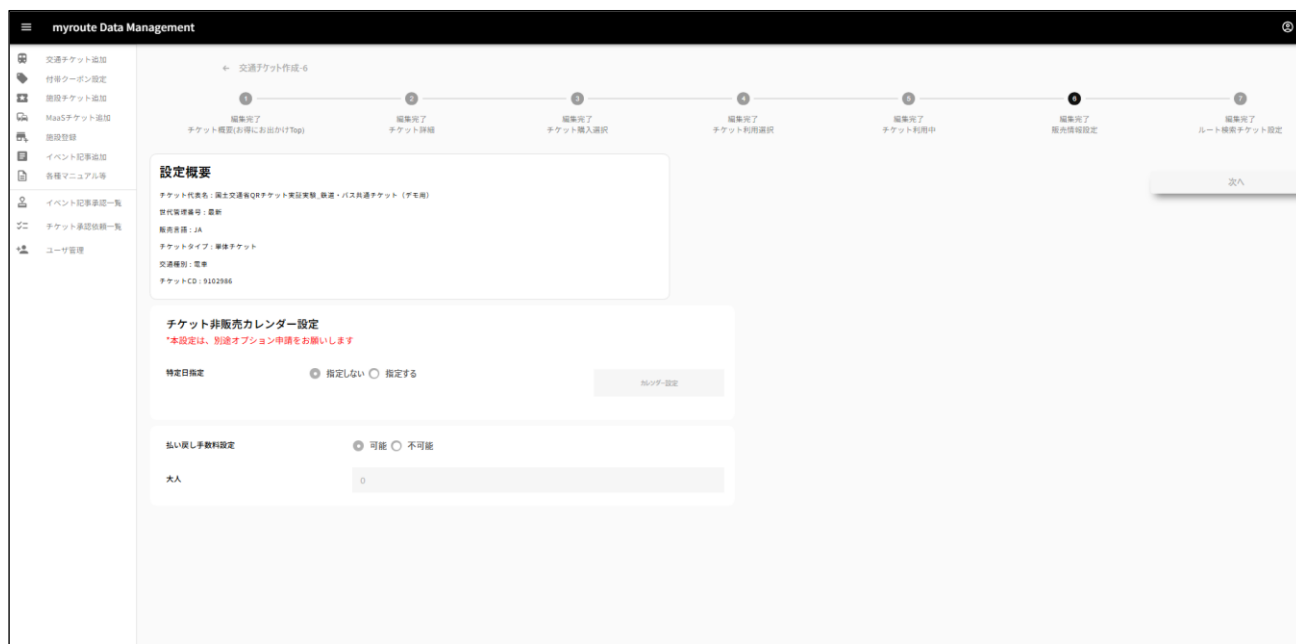 myroute Data Management
交通チケット追加
付帯クーポン設定
施設チケット追加
MaaSチケット追加
施設登録
イベント記事追加
各種マニュアル等
イベント記事承認一覧
チケット承認依頼一覧
ユーザ管理
← 交通チケット作成-6
1 2 3 4 5 6 7
編集完了 編集完了 編集完了 編集完了 編集完了 編集完了 編集完了
チケット概要(お得にお出かけTop) チケット詳細 チケット購入選択 チケット利用選択 チケット利用中 販売情報設定 ルート検索チケット設定
設定概要
次へ
チケット代表名 : 国土交通省QRチケット実証実験_鉄道・バス共通チケット（デモ用）
世代管理番号 : 最新
販売言語 : JA
チケットタイプ : 単体チケット
交通種別 : 電車
チケットCD : 9102986
チケット非販売カレンダー設定
*本設定は、別途オプション申請をお願いします
特定日指定 指定しない 指定する
カレンダー設定
払い戻し手数料設定 可能 不可能
大人 0